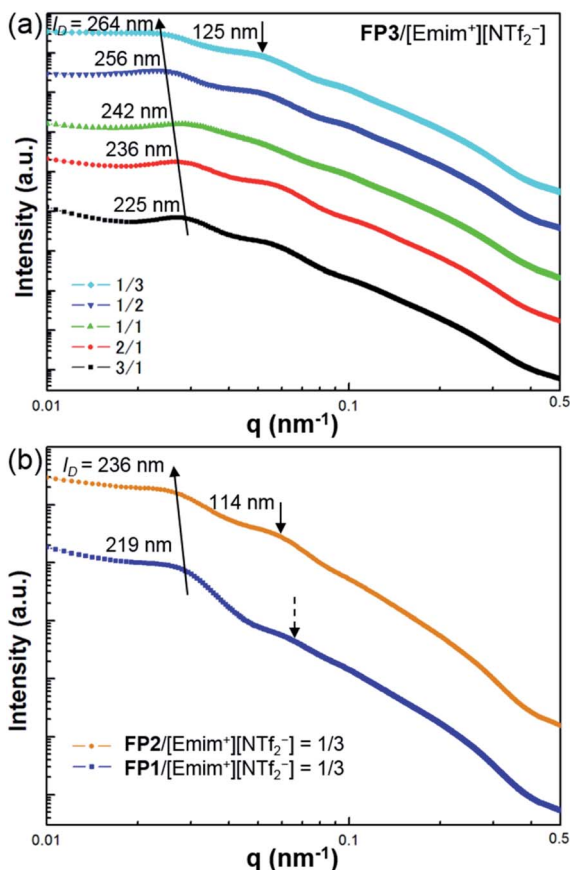 (a)
I_D = 264 nm
125 nm
FP3/[Emim⁺][NTf₂⁻]
256 nm
242 nm
236 nm
225 nm
1/3
1/2
1/1
2/1
3/1
Intensity (a.u.)
0.01
0.1
0.5
q (nm⁻¹)
(b)
I_D = 236 nm
114 nm
219 nm
FP2/[Emim⁺][NTf₂⁻] = 1/3
FP1/[Emim⁺][NTf₂⁻] = 1/3
Intensity (a.u.)
0.01
0.1
0.5
q (nm⁻¹)